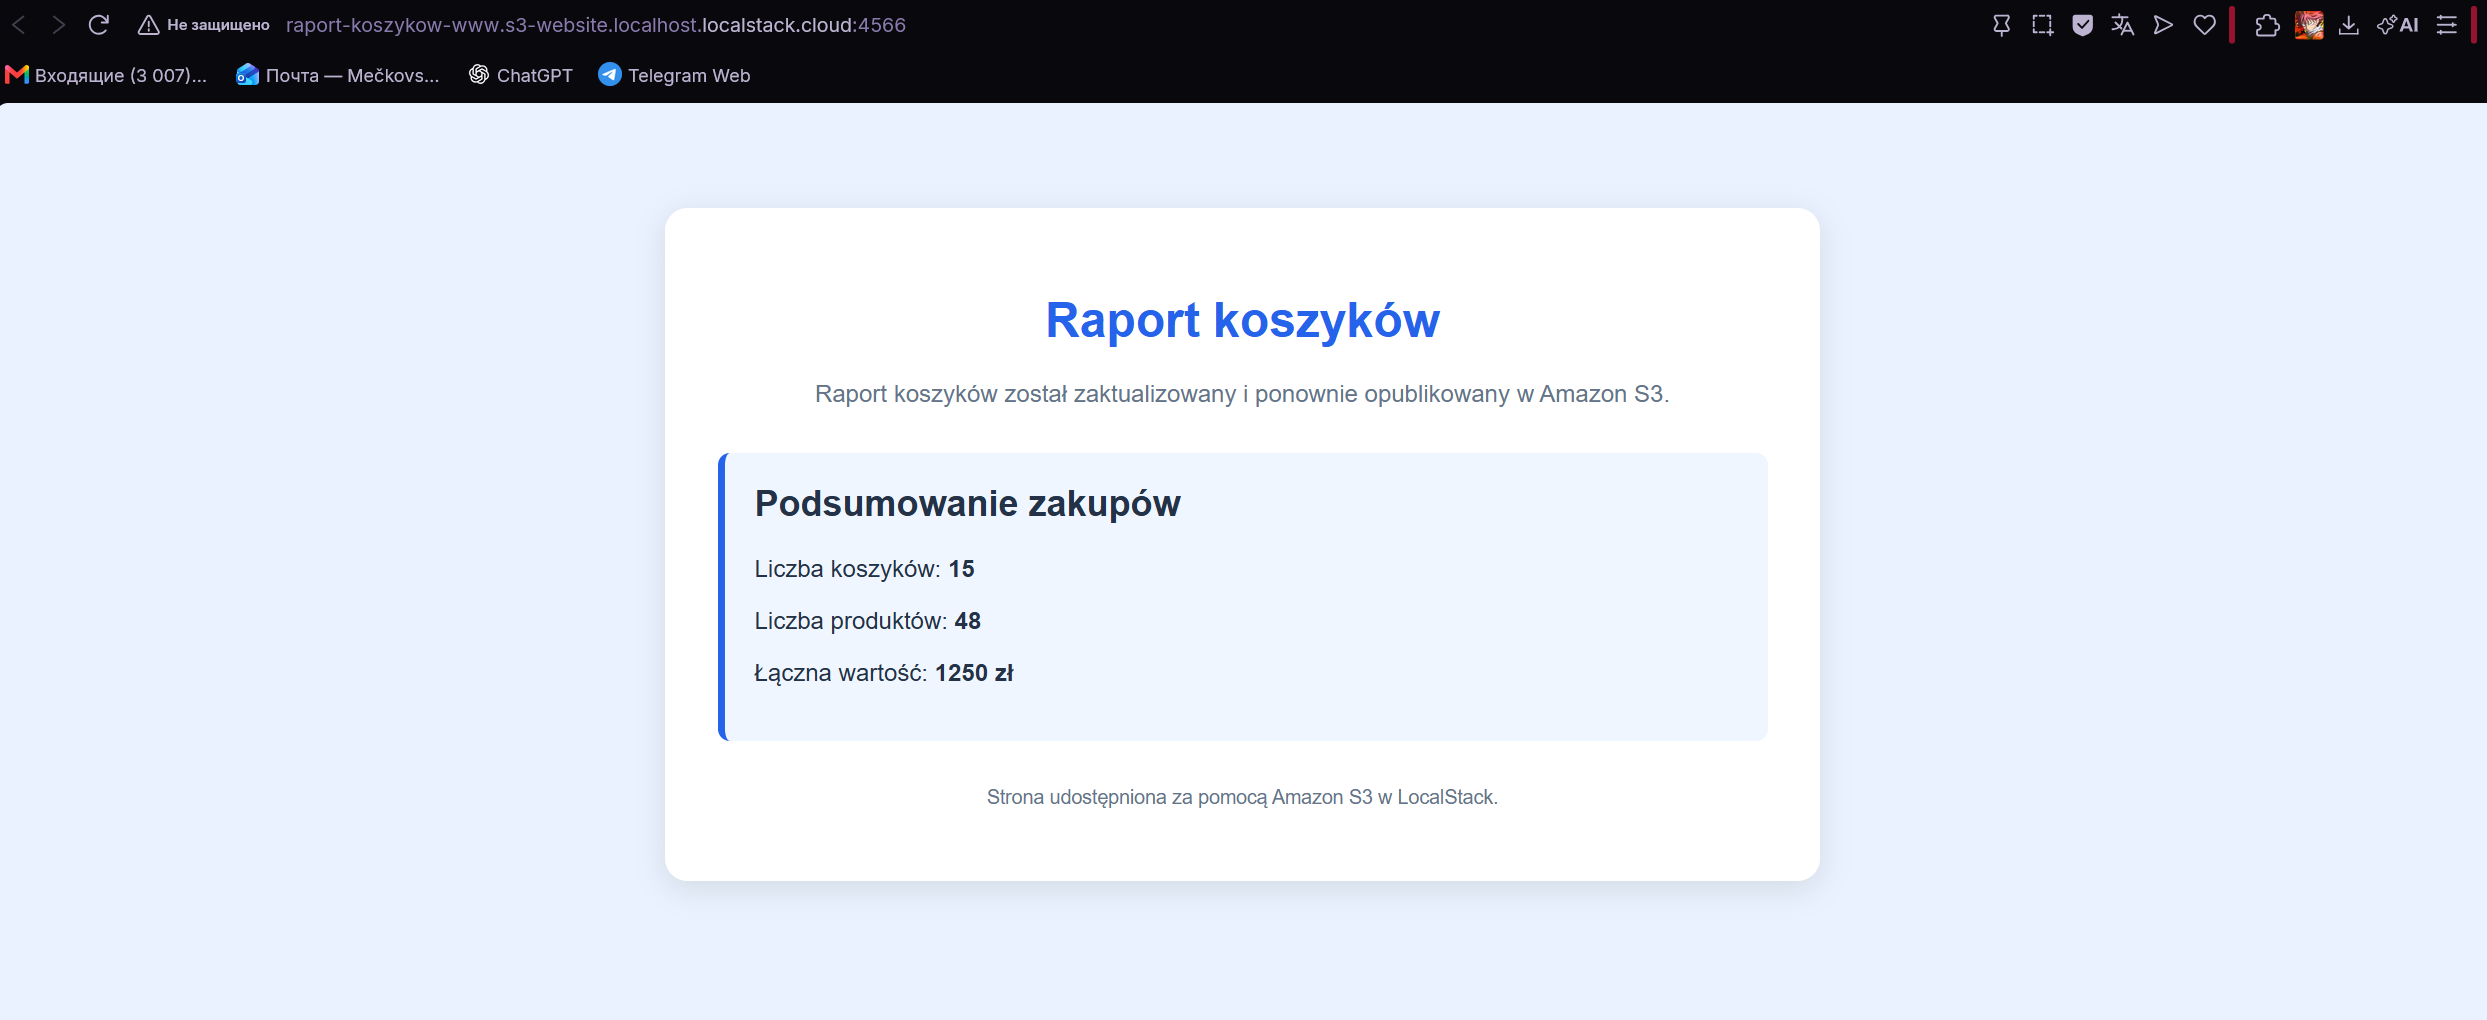 Не защищено raport-koszykow-www.s3-website.localhost.localstack.cloud:4566 AI
Входящие (3 007)... Почта — Mečkovs... ChatGPT Telegram Web
Raport koszyków
Raport koszyków został zaktualizowany i ponownie opublikowany w Amazon S3.
Podsumowanie zakupów
Liczba koszyków: 15
Liczba produktów: 48
Łączna wartość: 1250 zł
Strona udostępniona za pomocą Amazon S3 w LocalStack.